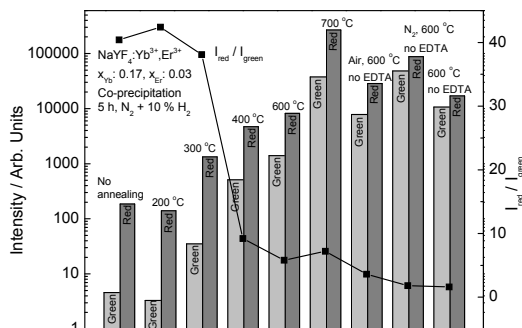 100000
10000
1000
100
10
1
Intensity / Arb. Units
NaYF4:Yb3+,Er3+
xYb: 0.17, xEr: 0.03
Co-precipitation
5 h, N2 + 10 % H2
Ired / Igreen
No
annealing
200 °C
300 °C
400 °C
600 °C
700 °C
Air, 600 °C
no EDTA
N2, 600 °C
no EDTA
600 °C
no EDTA
Green
Red
Green
Red
Green
Red
Green
Red
Green
Red
Green
Red
Green
Red
Green
Red
Green
Red
40
30
20
10
0
Ired / Igreen